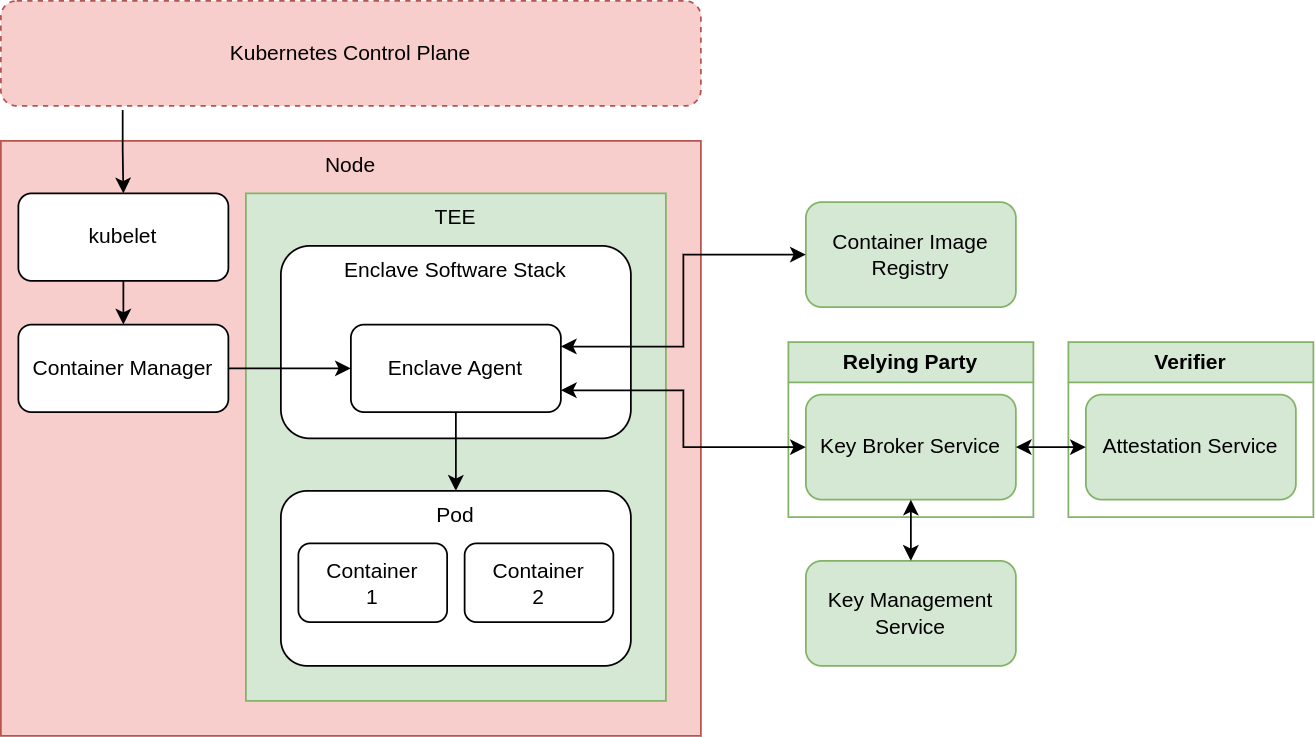 Kubernetes Control Plane
Node
kubelet
TEE
Enclave Software Stack
Container Manager
Enclave Agent
Pod
Container
1
Container
2
Container Image
Registry
Relying Party
Key Broker Service
Verifier
Attestation Service
Key Management
Service